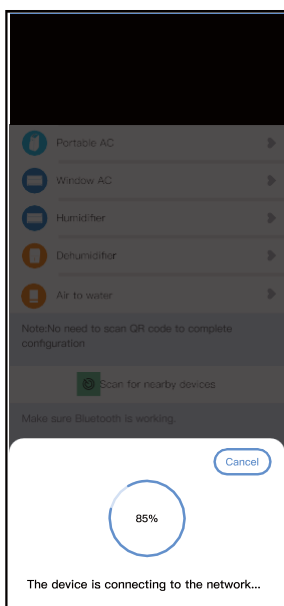 Portable AC
Window AC
Humidifier
Dehumidifier
Air to water
Note:No need to scan QR code to complete
configuration
Scan for nearby devices
Make sure Bluetooth is working.
Cancel
85%
The device is connecting to the network...